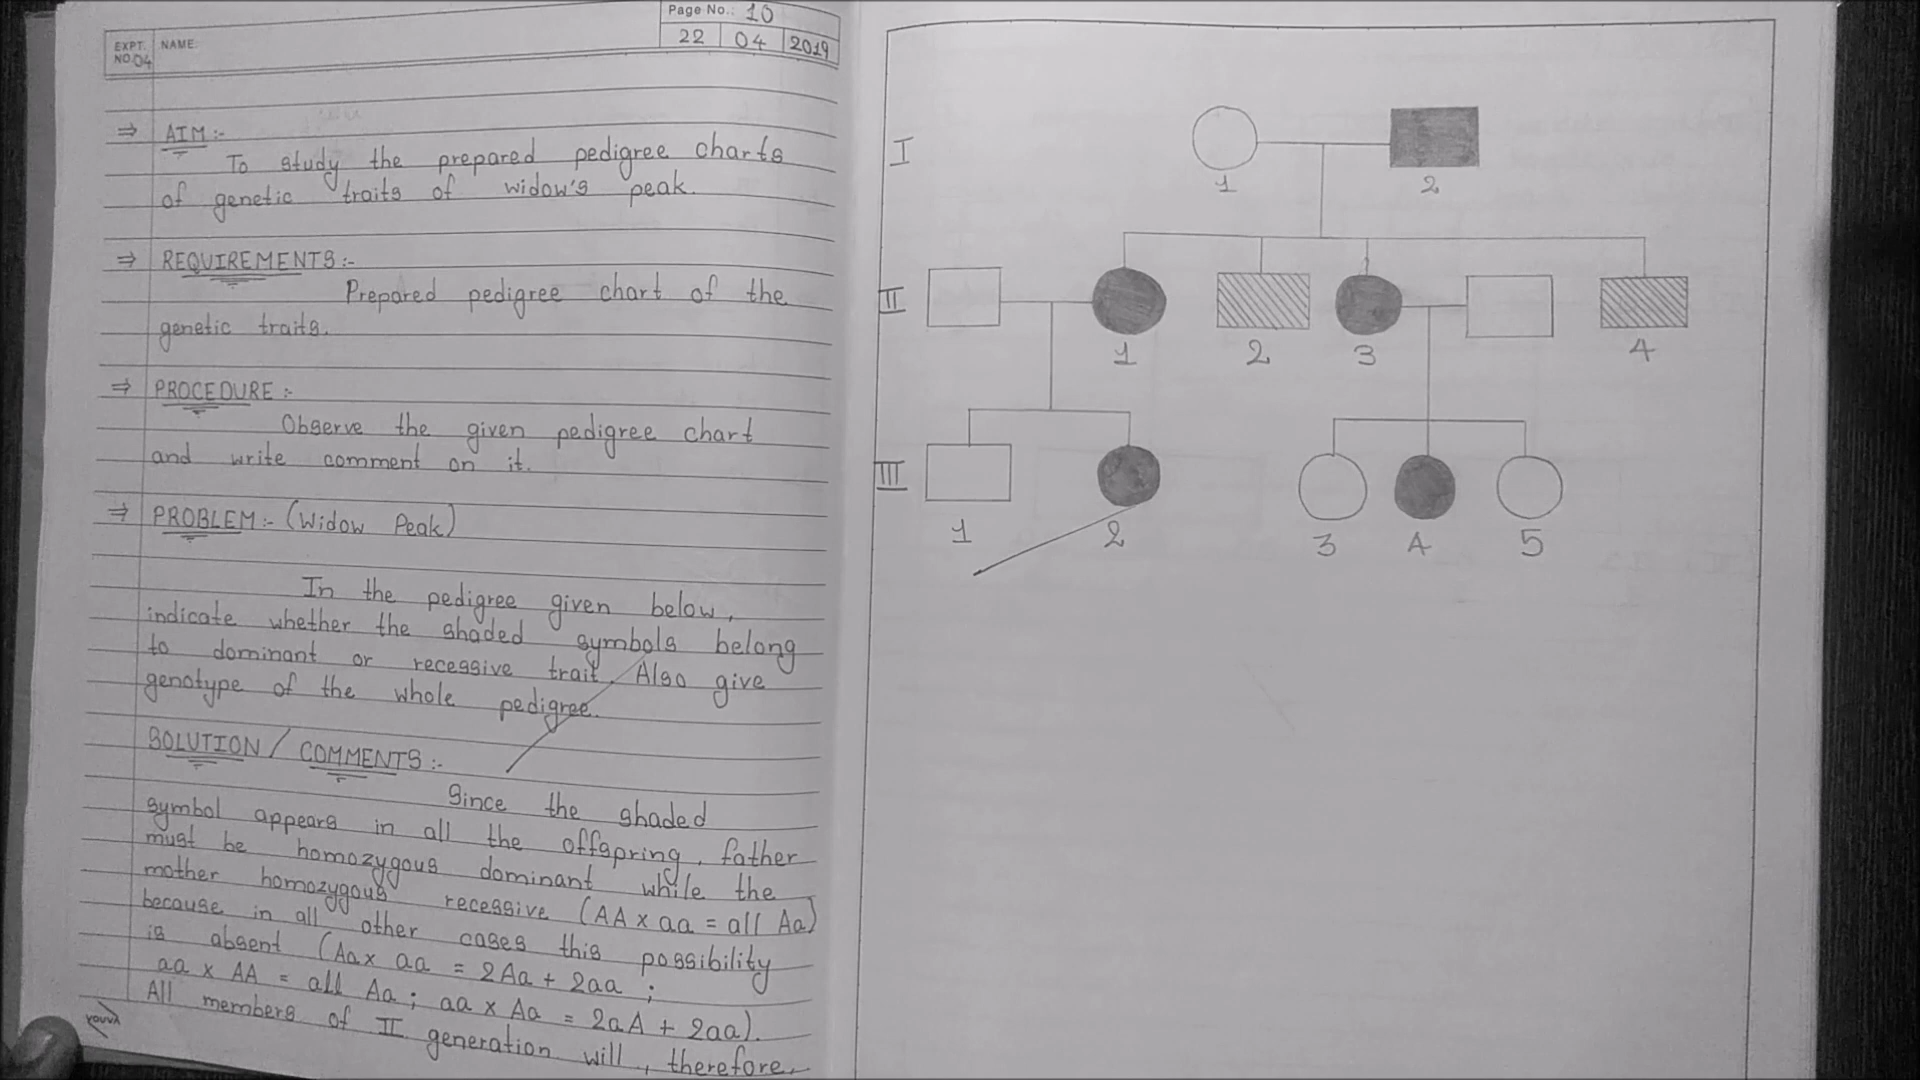 Page No.: 10
EXPT. NO. 04 NAME:
22 04 2019
⇒ AIM :-
To study the prepared pedigree charts
of genetic traits of widow's peak.
⇒ REQUIREMENTS :-
Prepared pedigree chart of the
genetic traits.
⇒ PROCEDURE :-
Observe the given pedigree chart
and write comment on it.
⇒ PROBLEM :- (Widow Peak)
In the pedigree given below,
indicate whether the shaded symbols belong
to dominant or recessive trait. Also give
genotype of the whole pedigree.
SOLUTION / COMMENTS :-
Since the shaded
symbol appears in all the offspring, father
must be homozygous dominant while the
mother homozygous recessive (AA x aa = all Aa)
because in all other cases this possibility
is absent (Aa x aa = 2Aa + 2aa ;
aa x AA = all Aa ; aa x Aa = 2aA + 2aa).
All members of II generation will, therefore,
YOUVA
I
1 2
II
1 2 3 4
III
1 2 3 4 5